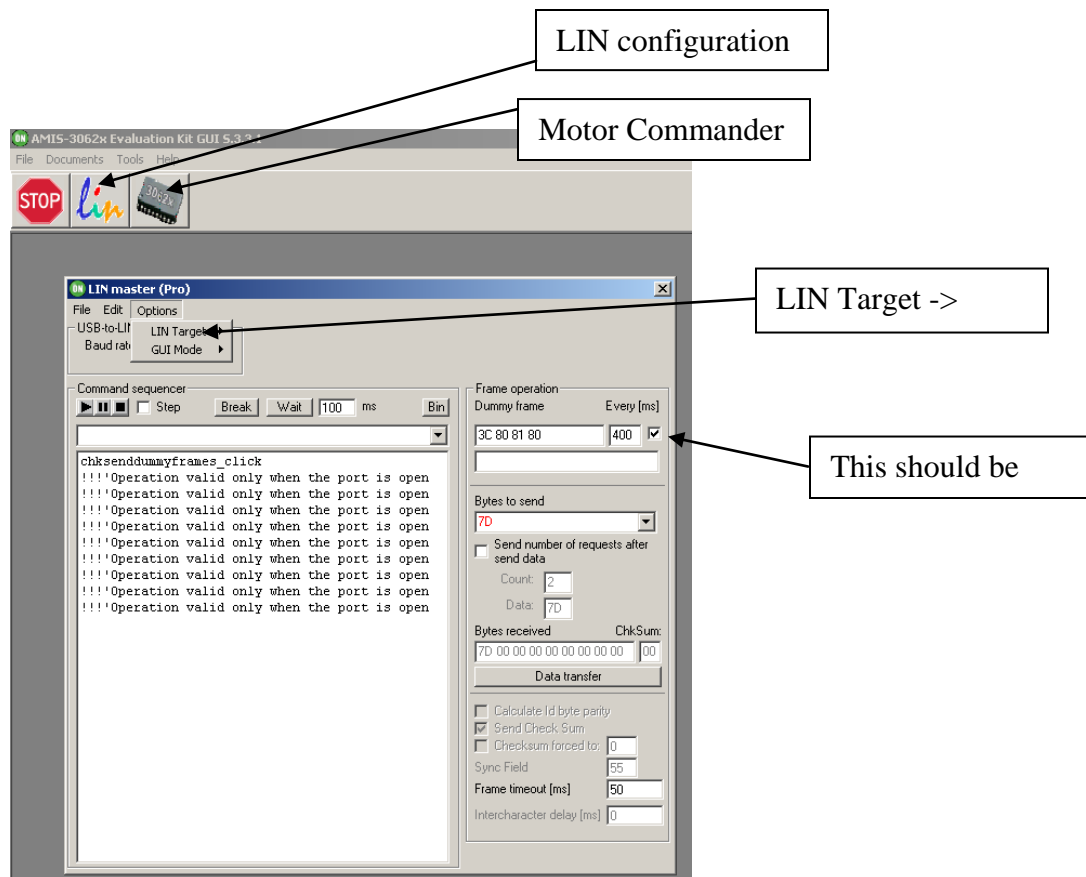 LIN configuration
Motor Commander
AMIS-3062x Evaluation Kit GUI 5.3.3.1
File Documents Tools Help
STOP lin 3062x
LIN Target ->
LIN master (Pro)
File Edit Options
USB-to-LI
LIN Target
Baud rat
GUI Mode
Command sequencer
Step Break Wait 100 ms Bin
chksenddummyframes_click
!!!'Operation valid only when the port is open
!!!'Operation valid only when the port is open
!!!'Operation valid only when the port is open
!!!'Operation valid only when the port is open
!!!'Operation valid only when the port is open
!!!'Operation valid only when the port is open
!!!'Operation valid only when the port is open
!!!'Operation valid only when the port is open
!!!'Operation valid only when the port is open
Frame operation
Dummy frame Every [ms]
3C 80 81 80 400
This should be
Bytes to send
7D
Send number of requests after
send data
Count: 2
Data: 7D
Bytes received ChkSum:
7D 00 00 00 00 00 00 00 00 00
Data transfer
Calculate Id byte parity
Send Check Sum
Checksum forced to: 0
Sync Field 55
Frame timeout [ms] 50
Intercharacter delay [ms] 0